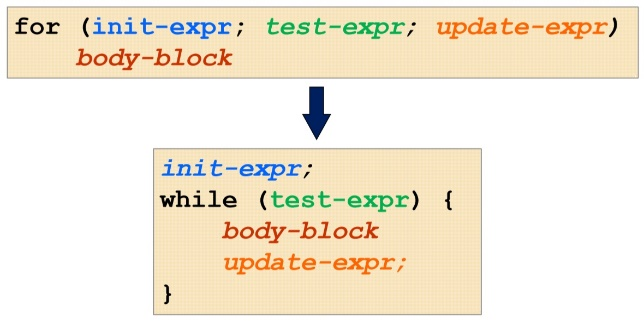 for (init-expr; test-expr; update-expr)
body-block
init-expr;
while (test-expr) {
body-block
update-expr;
}